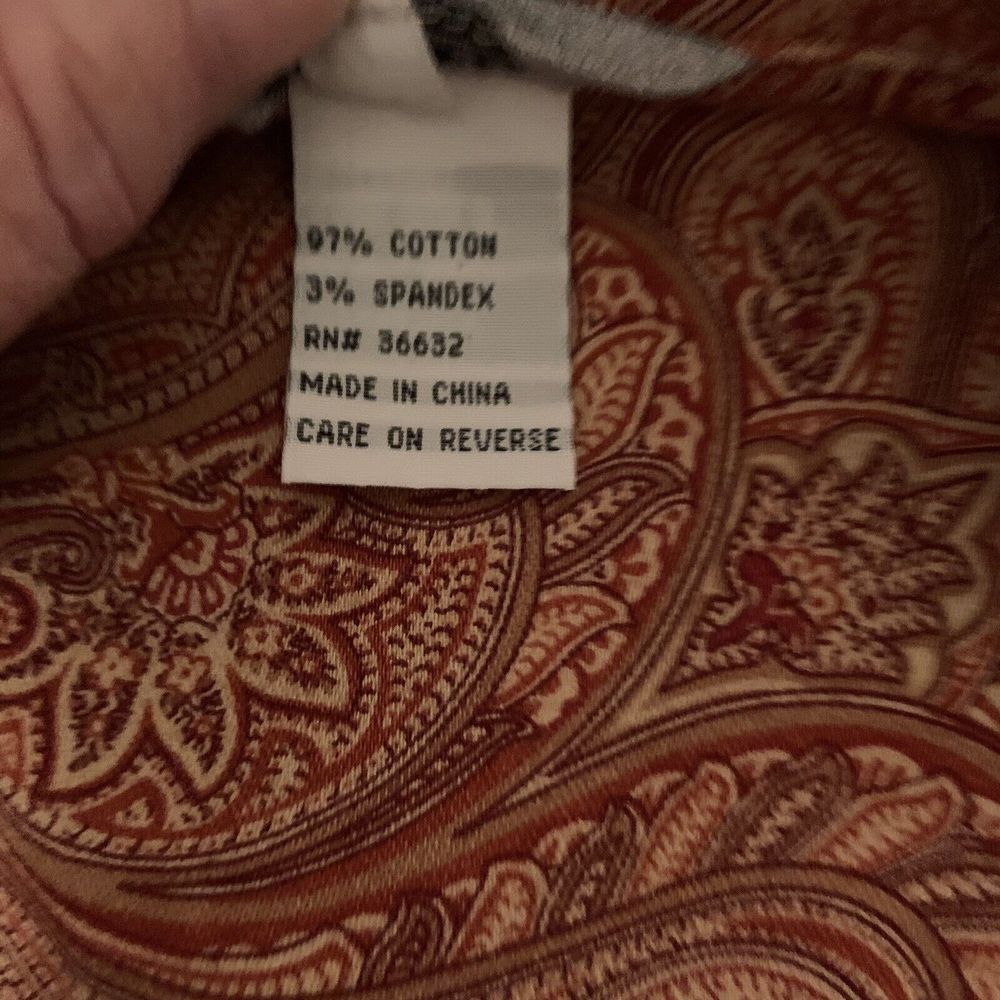 97% COTTON
3% SPANDEX
RN# 36632
MADE IN CHINA
CARE ON REVERSE